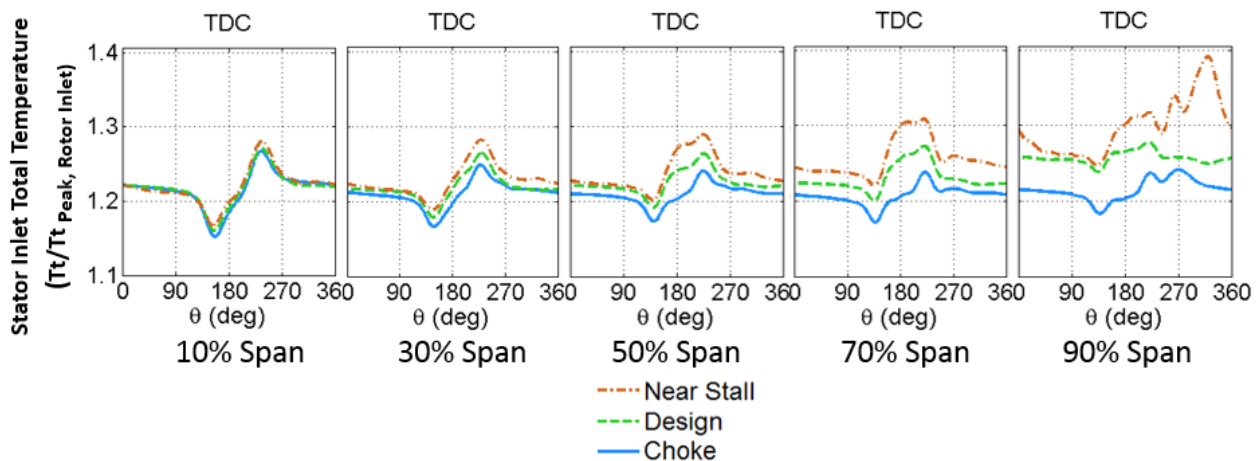 TDC TDC TDC TDC TDC
Stator Inlet Total Temperature
(Tt/Tt Peak, Rotor Inlet)
1.4
1.3
1.2
1.1
0 90 180 270 360 90 180 270 360 90 180 270 360 90 180 270 360 90 180 270 360
θ (deg) θ (deg) θ (deg) θ (deg) θ (deg)
10% Span 30% Span 50% Span 70% Span 90% Span
Near Stall
Design
Choke